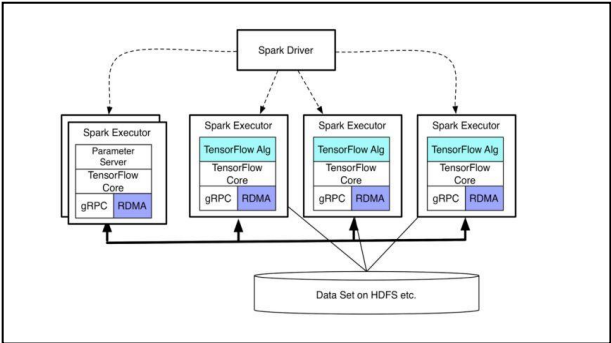 Spark Driver
Spark Executor
Parameter
Server
TensorFlow
Core
gRPC
RDMA
Spark Executor
TensorFlow Alg
TensorFlow
Core
gRPC
RDMA
Spark Executor
TensorFlow Alg
TensorFlow
Core
gRPC
RDMA
Spark Executor
TensorFlow Alg
TensorFlow
Core
gRPC
RDMA
Data Set on HDFS etc.